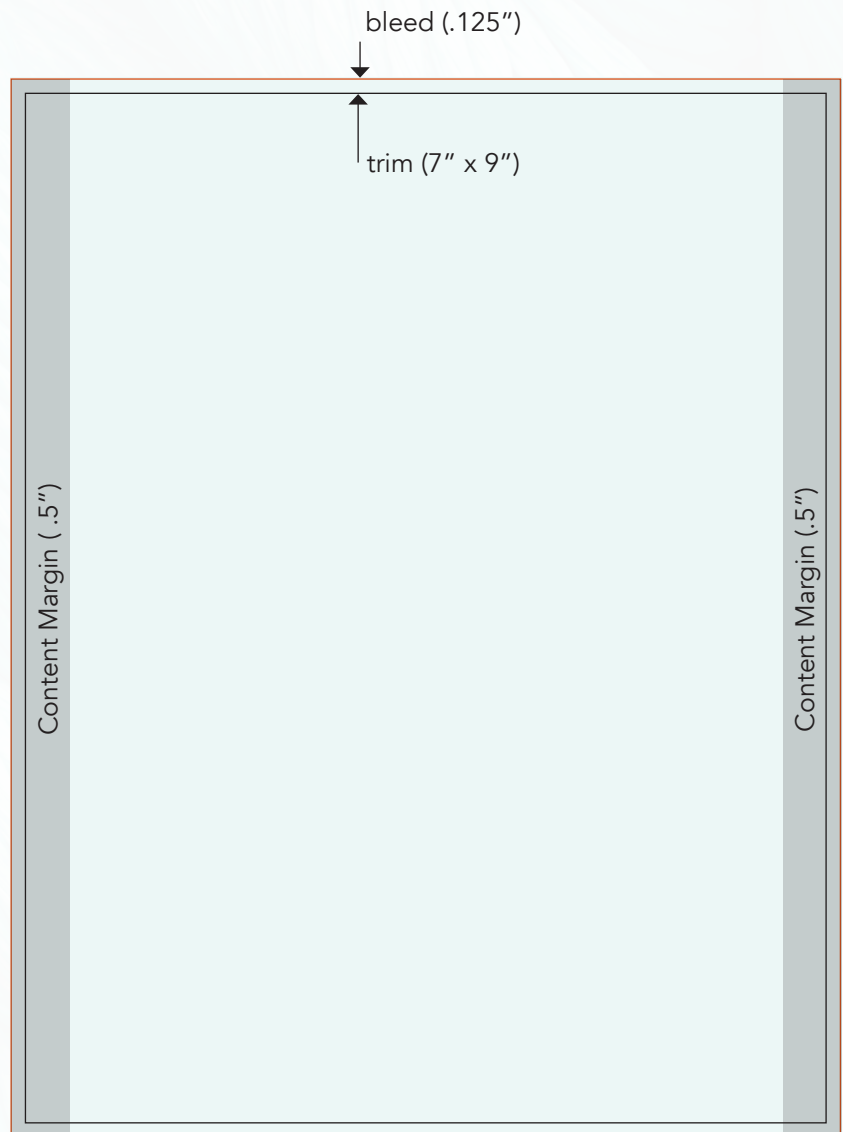 bleed (.125”)
trim (7” x 9”)
Content Margin ( .5”)
Content Margin (.5”)